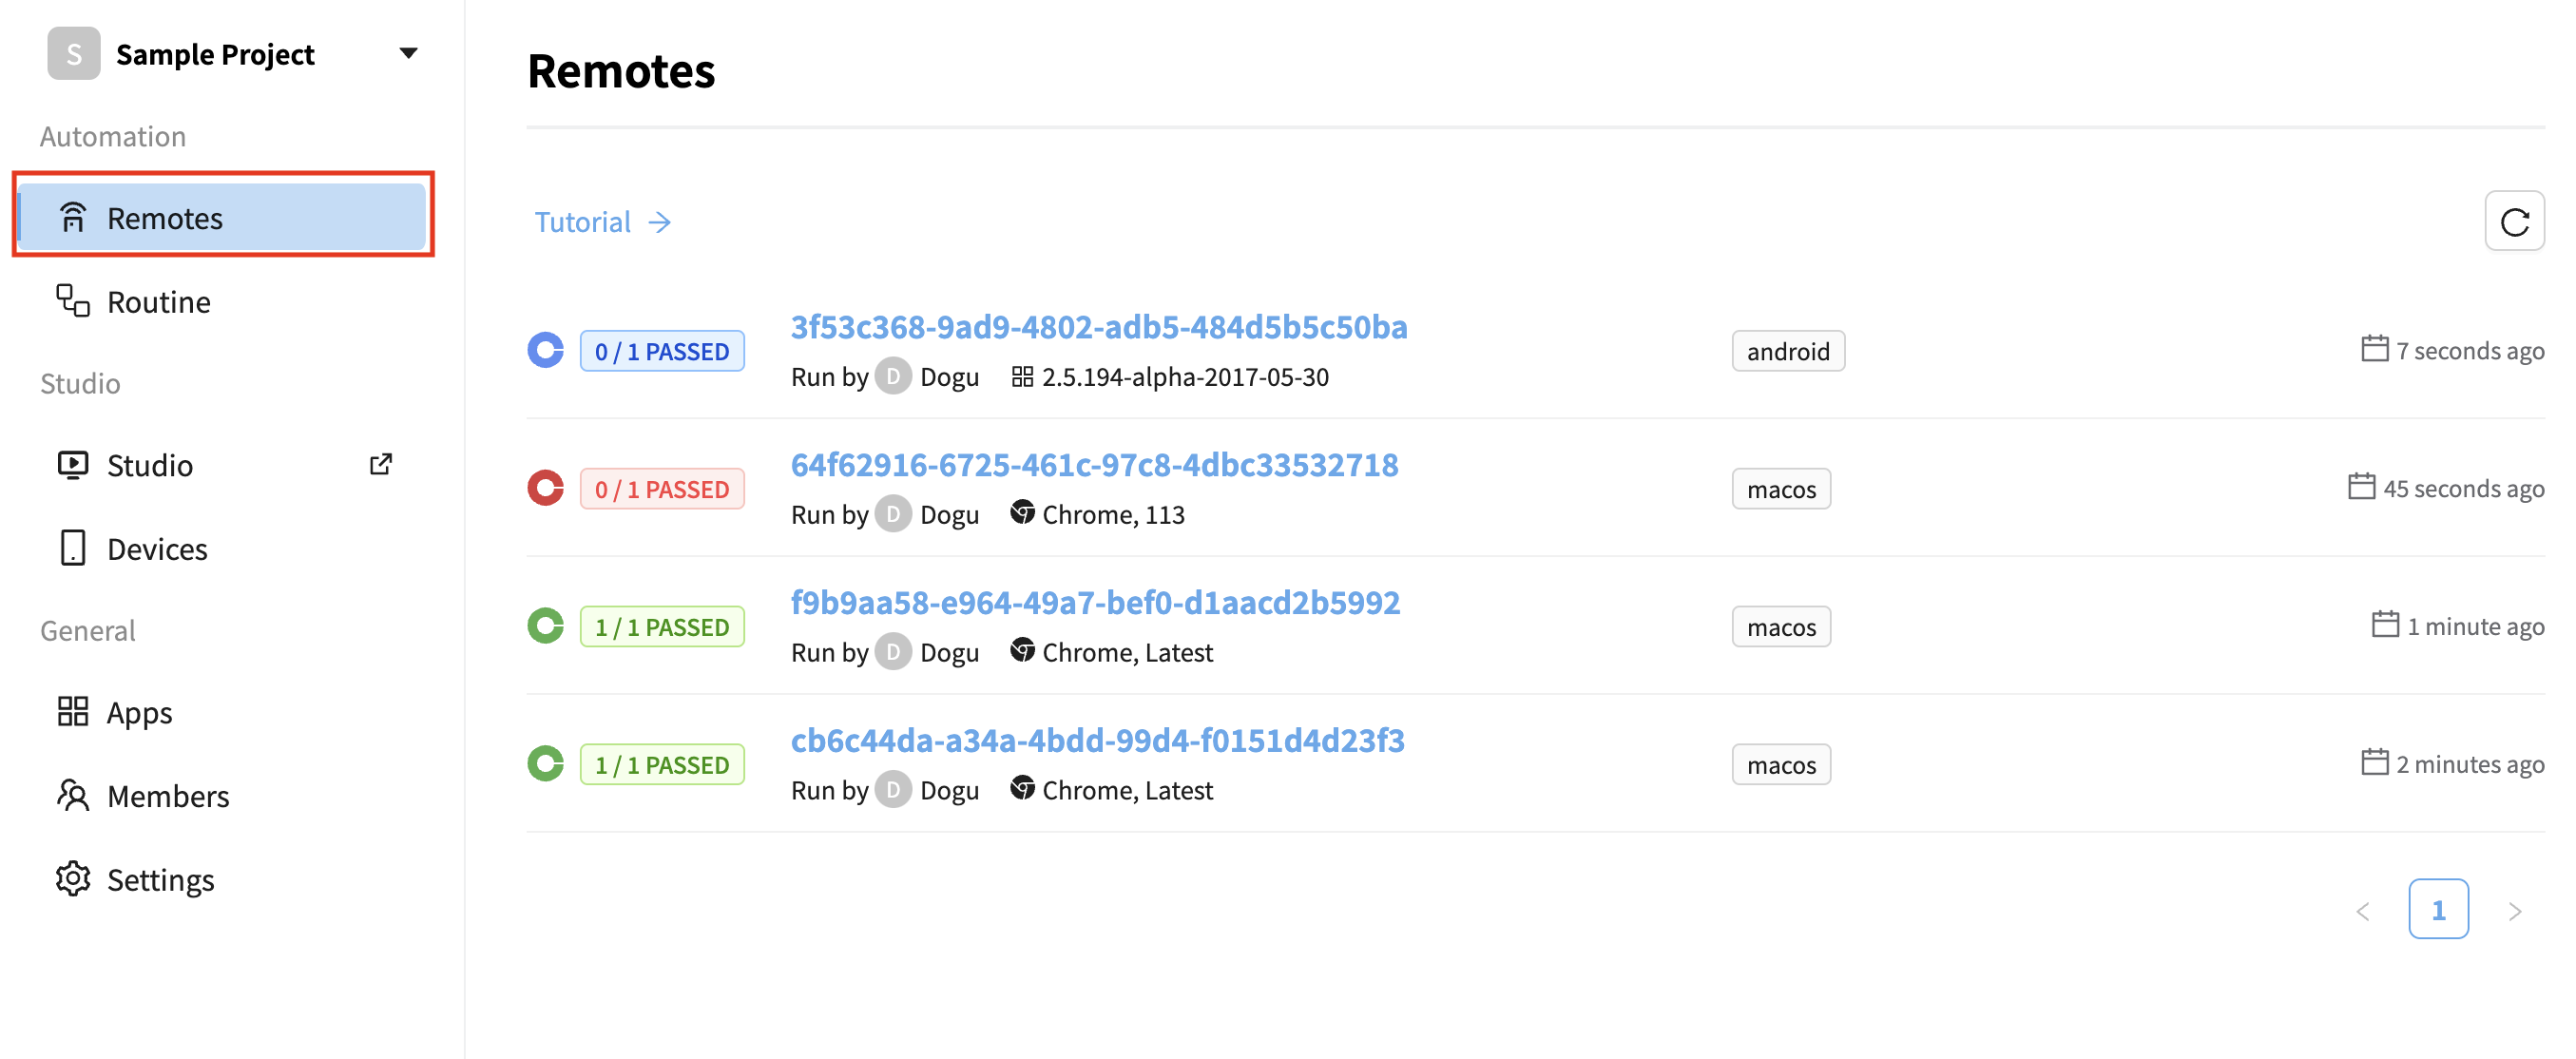 S Sample Project
Automation
Remotes
Routine
Studio
Studio
Devices
General
Apps
Members
Settings
Remotes
Tutorial
0 / 1 PASSED
3f53c368-9ad9-4802-adb5-484d5b5c50ba
Run by D Dogu 2.5.194-alpha-2017-05-30
android
7 seconds ago
0 / 1 PASSED
64f62916-6725-461c-97c8-4dbc33532718
Run by D Dogu Chrome, 113
macos
45 seconds ago
1 / 1 PASSED
f9b9aa58-e964-49a7-bef0-d1aacd2b5992
Run by D Dogu Chrome, Latest
macos
1 minute ago
1 / 1 PASSED
cb6c44da-a34a-4bdd-99d4-f0151d4d23f3
Run by D Dogu Chrome, Latest
macos
2 minutes ago
1